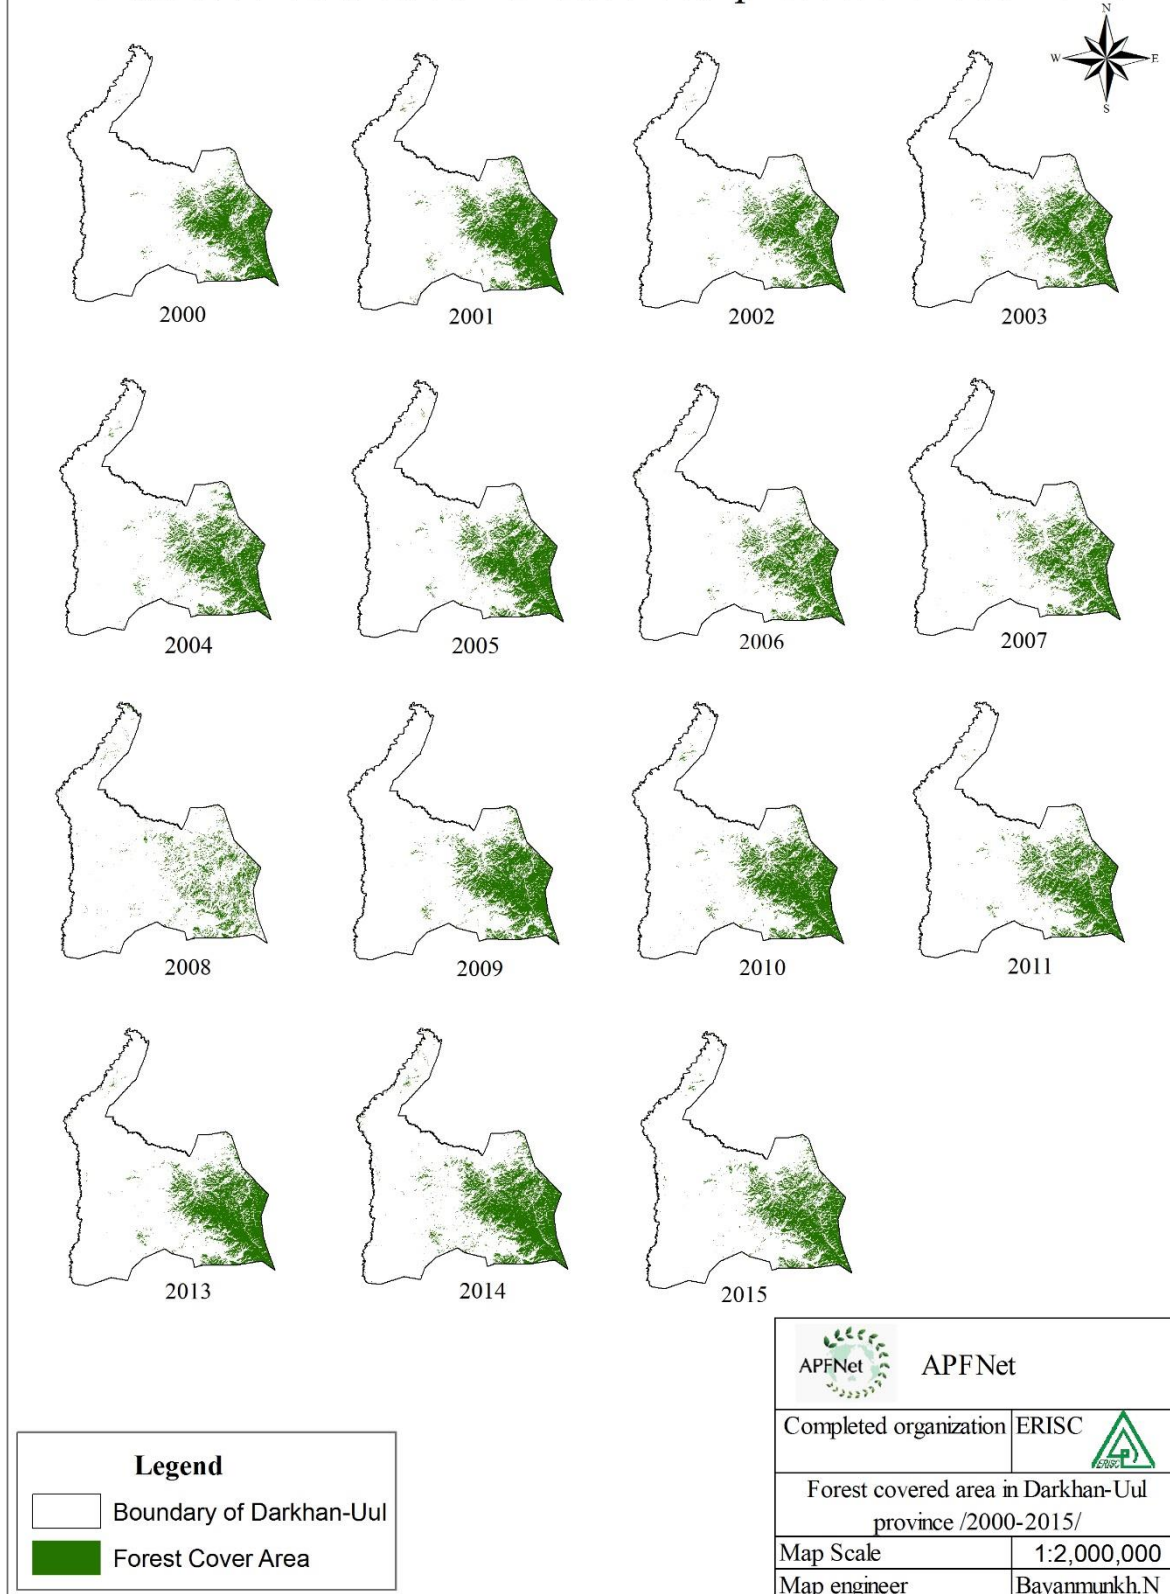 N
W E
S
2000
2001
2002
2003
2004
2005
2006
2007
2008
2009
2010
2011
2013
2014
2015
APFNet
APFNet
Completed organization ERISC
ERISC
Forest covered area in Darkhan-Uul
province /2000-2015/
Map Scale 1:2,000,000
Map engineer Bayanmunkh.N
Legend
Boundary of Darkhan-Uul
Forest Cover Area